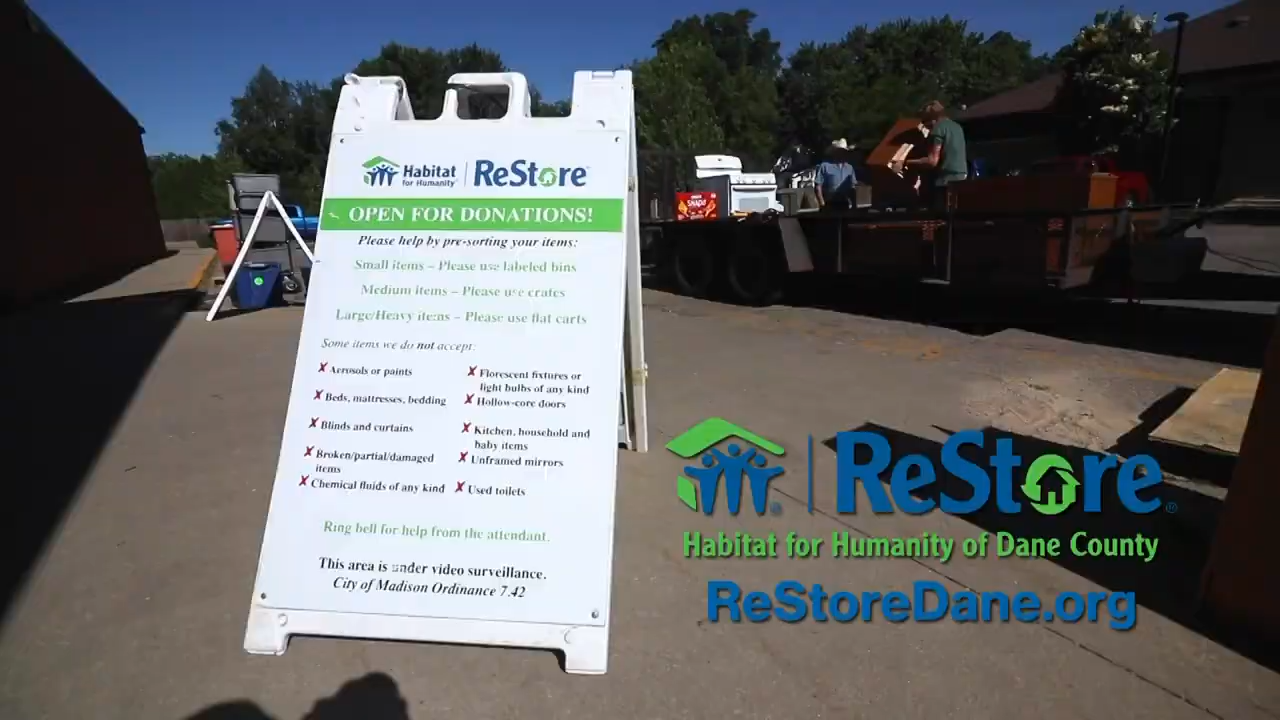 Habitat for Humanity | ReStore
OPEN FOR DONATIONS!
Please help by pre-sorting your items:
Small items – Please use labeled bins
Medium items – Please use crates
Large/Heavy items – Please use flat carts
Some items we do not accept:
✗ Aerosols or paints
✗ Beds, mattresses, bedding
✗ Blinds and curtains
✗ Broken/partial/damaged
items
✗ Chemical fluids of any kind
✗ Florescent fixtures or
light bulbs of any kind
✗ Hollow-core doors
✗ Kitchen, household and
baby items
✗ Unframed mirrors
✗ Used toilets
Ring bell for help from the attendant.
This area is under video surveillance.
City of Madison Ordinance 7.42
ReStore®
Habitat for Humanity of Dane County
ReStoreDane.org